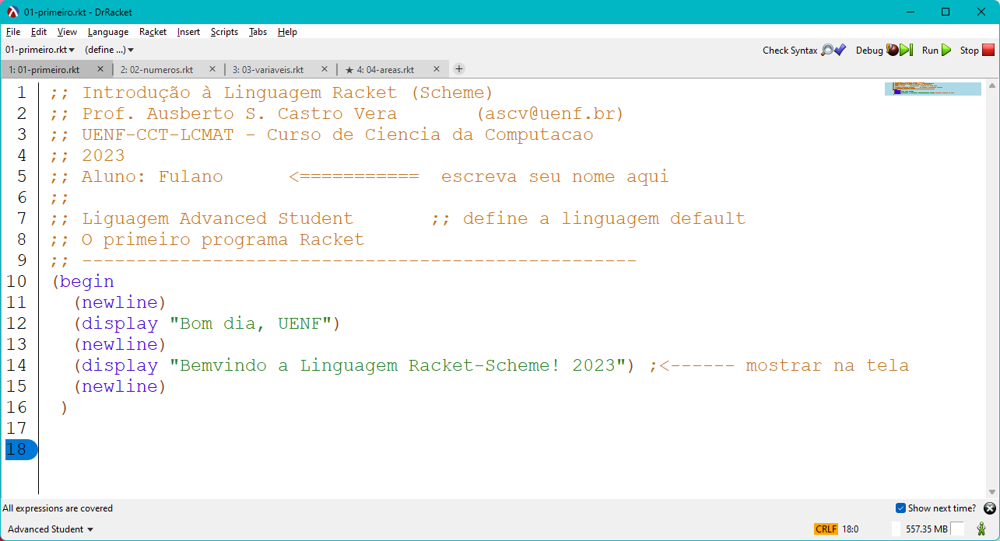 01-primeiro.rkt - DrRacket
File Edit View Language Racket Insert Scripts Tabs Help
01-primeiro.rkt▾ (define ...)▾ Check Syntax Debug Run Stop
1: 01-primeiro.rkt × 2: 02-numeros.rkt × 3: 03-variaveis.rkt × ★ 4: 04-areas.rkt × +
1 ;; Introdução à Linguagem Racket (Scheme)
2 ;; Prof. Ausberto S. Castro Vera (ascv@uenf.br)
3 ;; UENF-CCT-LCMAT - Curso de Ciencia da Computacao
4 ;; 2023
5 ;; Aluno: Fulano <=========== escreva seu nome aqui
6 ;;
7 ;; Liguagem Advanced Student ;; define a linguagem default
8 ;; O primeiro programa Racket
9 ;; ---------------------------------------------------
10 (begin
11 (newline)
12 (display "Bom dia, UENF")
13 (newline)
14 (display "Bemvindo a Linguagem Racket-Scheme! 2023") ;<------ mostrar na tela
15 (newline)
16 )
17
18
All expressions are covered Show next time?
Advanced Student ▾ CRLF 18:0 557.35 MB